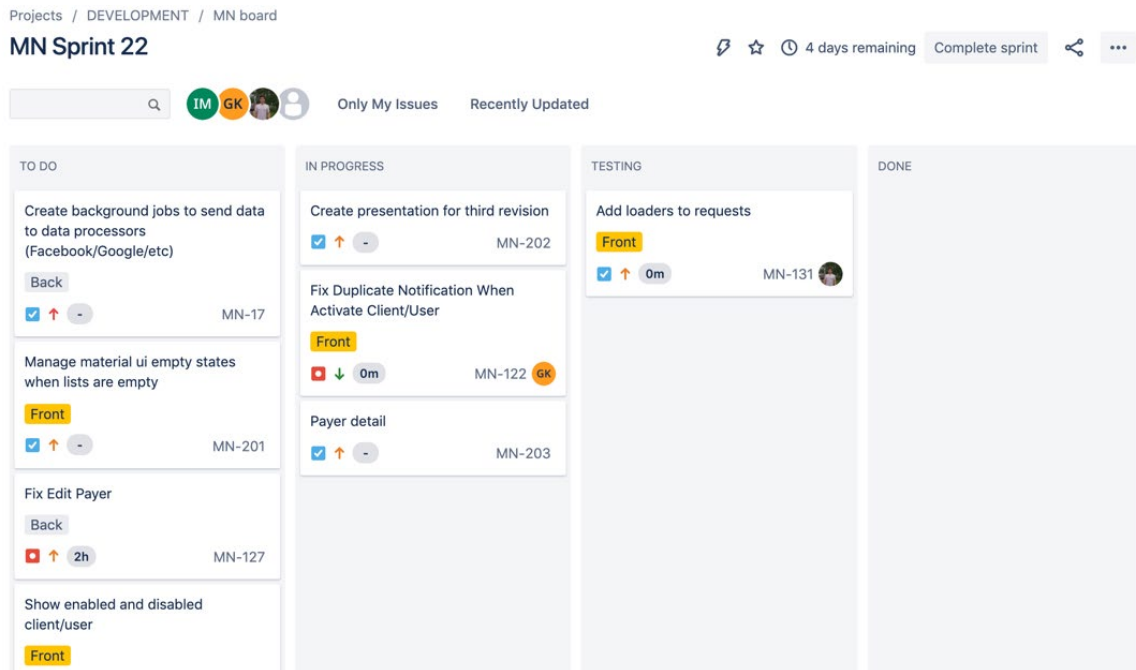 Projects / DEVELOPMENT / MN board
MN Sprint 22
4 days remaining
Complete sprint
IM
GK
Only My Issues
Recently Updated
TO DO
Create background jobs to send data
to data processors
(Facebook/Google/etc)
Back
-
MN-17
Manage material ui empty states
when lists are empty
Front
-
MN-201
Fix Edit Payer
Back
2h
MN-127
Show enabled and disabled
client/user
Front
IN PROGRESS
Create presentation for third revision
-
MN-202
Fix Duplicate Notification When
Activate Client/User
Front
0m
MN-122
GK
Payer detail
-
MN-203
TESTING
Add loaders to requests
Front
0m
MN-131
DONE